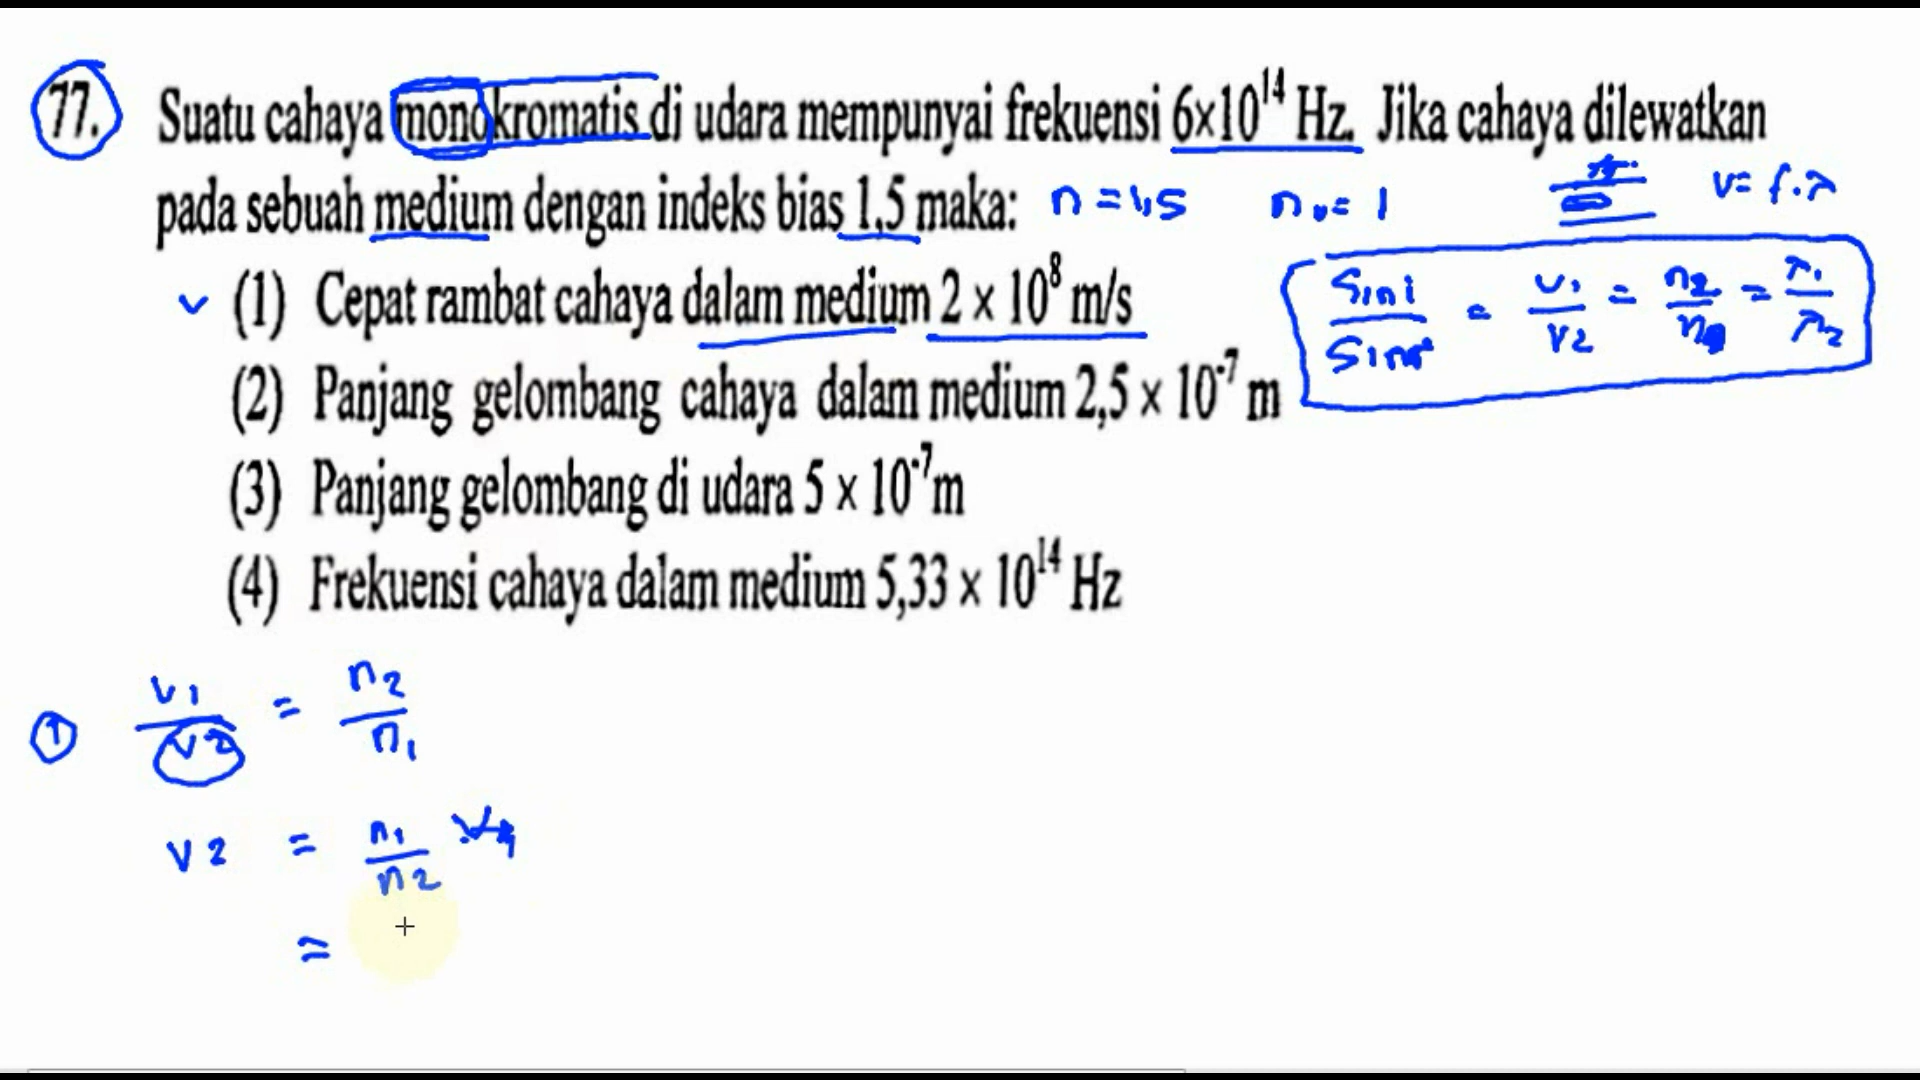 77. Suatu cahaya monokromatis di udara mempunyai frekuensi 6×10¹⁴ Hz. Jika cahaya dilewatkan
pada sebuah medium dengan indeks bias 1,5 maka: n = 1,5 n = 1 v = f.λ
(1) Cepat rambat cahaya dalam medium 2 × 10⁸ m/s
sin i / sin r = v1 / v2 = n2 / n1 = λ1 / λ2
(2) Panjang gelombang cahaya dalam medium 2,5 × 10⁻⁷ m
(3) Panjang gelombang di udara 5 × 10⁻⁷ m
(4) Frekuensi cahaya dalam medium 5,33 × 10¹⁴ Hz
① v1 / v2 = n2 / n1
v2 = n1 / n2 . v1
=